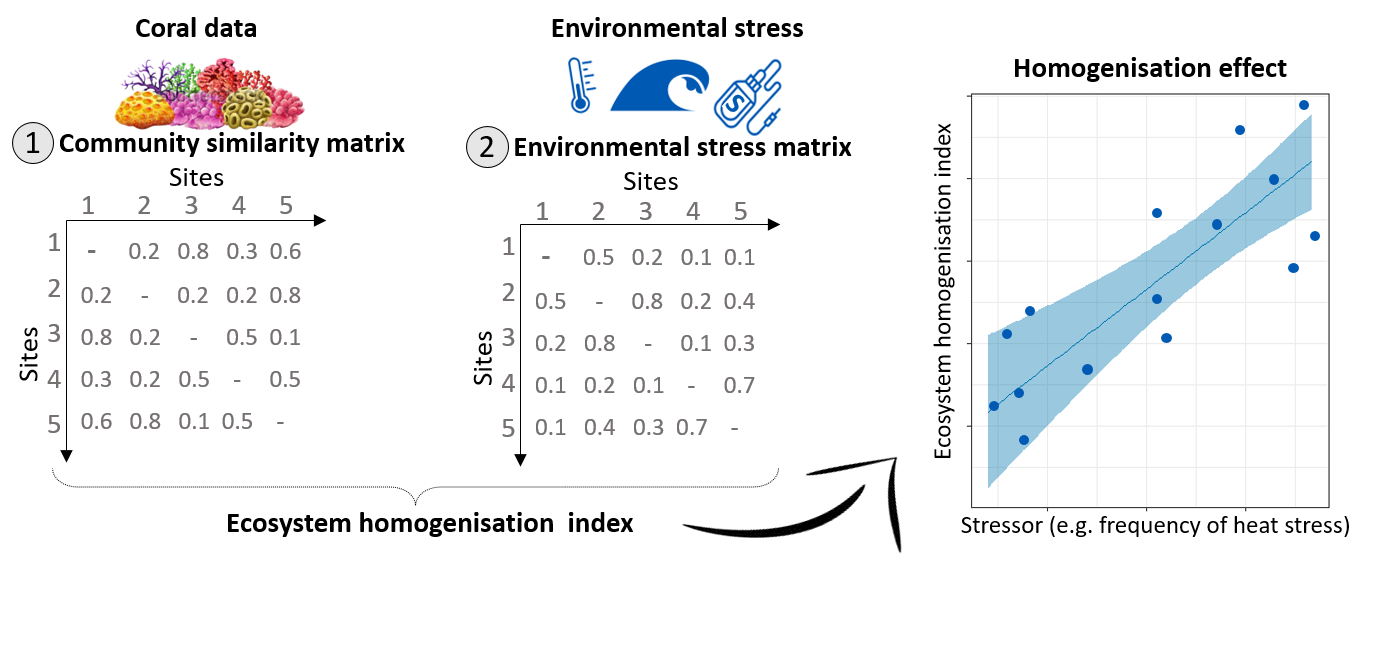 Coral data
1 Community similarity matrix
Sites
1 2 3 4 5
Sites
1 - 0.2 0.8 0.3 0.6
2 0.2 - 0.2 0.2 0.8
3 0.8 0.2 - 0.5 0.1
4 0.3 0.2 0.5 - 0.5
5 0.6 0.8 0.1 0.5 -
Environmental stress
S
2 Environmental stress matrix
Sites
1 2 3 4 5
Sites
1 - 0.5 0.2 0.1 0.1
2 0.5 - 0.8 0.2 0.4
3 0.2 0.8 - 0.1 0.3
4 0.1 0.2 0.1 - 0.7
5 0.1 0.4 0.3 0.7 -
Ecosystem homogenisation index
Homogenisation effect
Ecosystem homogenisation index
Stressor (e.g. frequency of heat stress)